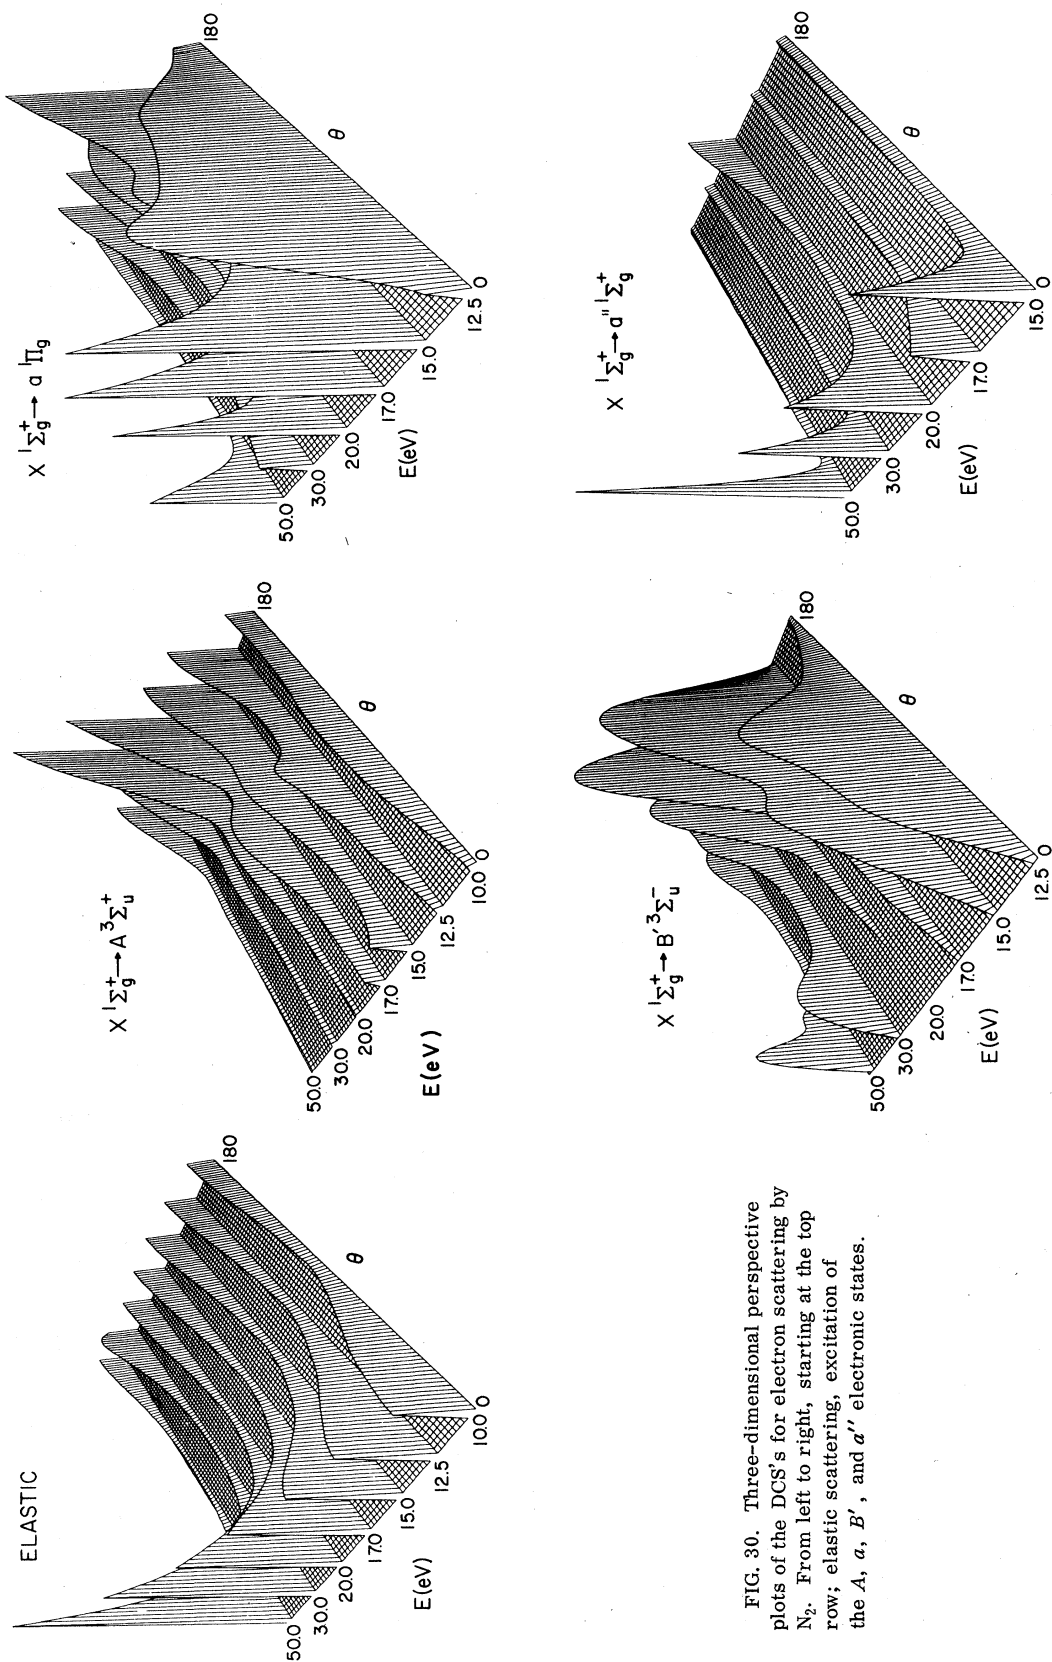 ELASTIC
180
θ
50.0
30.0
20.0
17.0
15.0
12.5
10.0
0
E(eV)
X ¹Σg⁺ → A ³Σu⁺
180
θ
50.0
30.0
20.0
17.0
15.0
12.5
10.0
0
E(eV)
X ¹Σg⁺ → a ¹Πg
180
θ
50.0
30.0
20.0
17.0
15.0
12.5
0
E(eV)
X ¹Σg⁺ → B′ ³Σu⁻
180
θ
50.0
30.0
20.0
17.0
15.0
12.5
0
E(eV)
X ¹Σg⁺ → a″ ¹Σg⁺
180
θ
50.0
30.0
20.0
17.0
15.0
0
E(eV)
FIG. 30. Three-dimensional perspective
plots of the DCS's for electron scattering by
N₂. From left to right, starting at the top
row; elastic scattering, excitation of
the A, a, B′, and a″ electronic states.